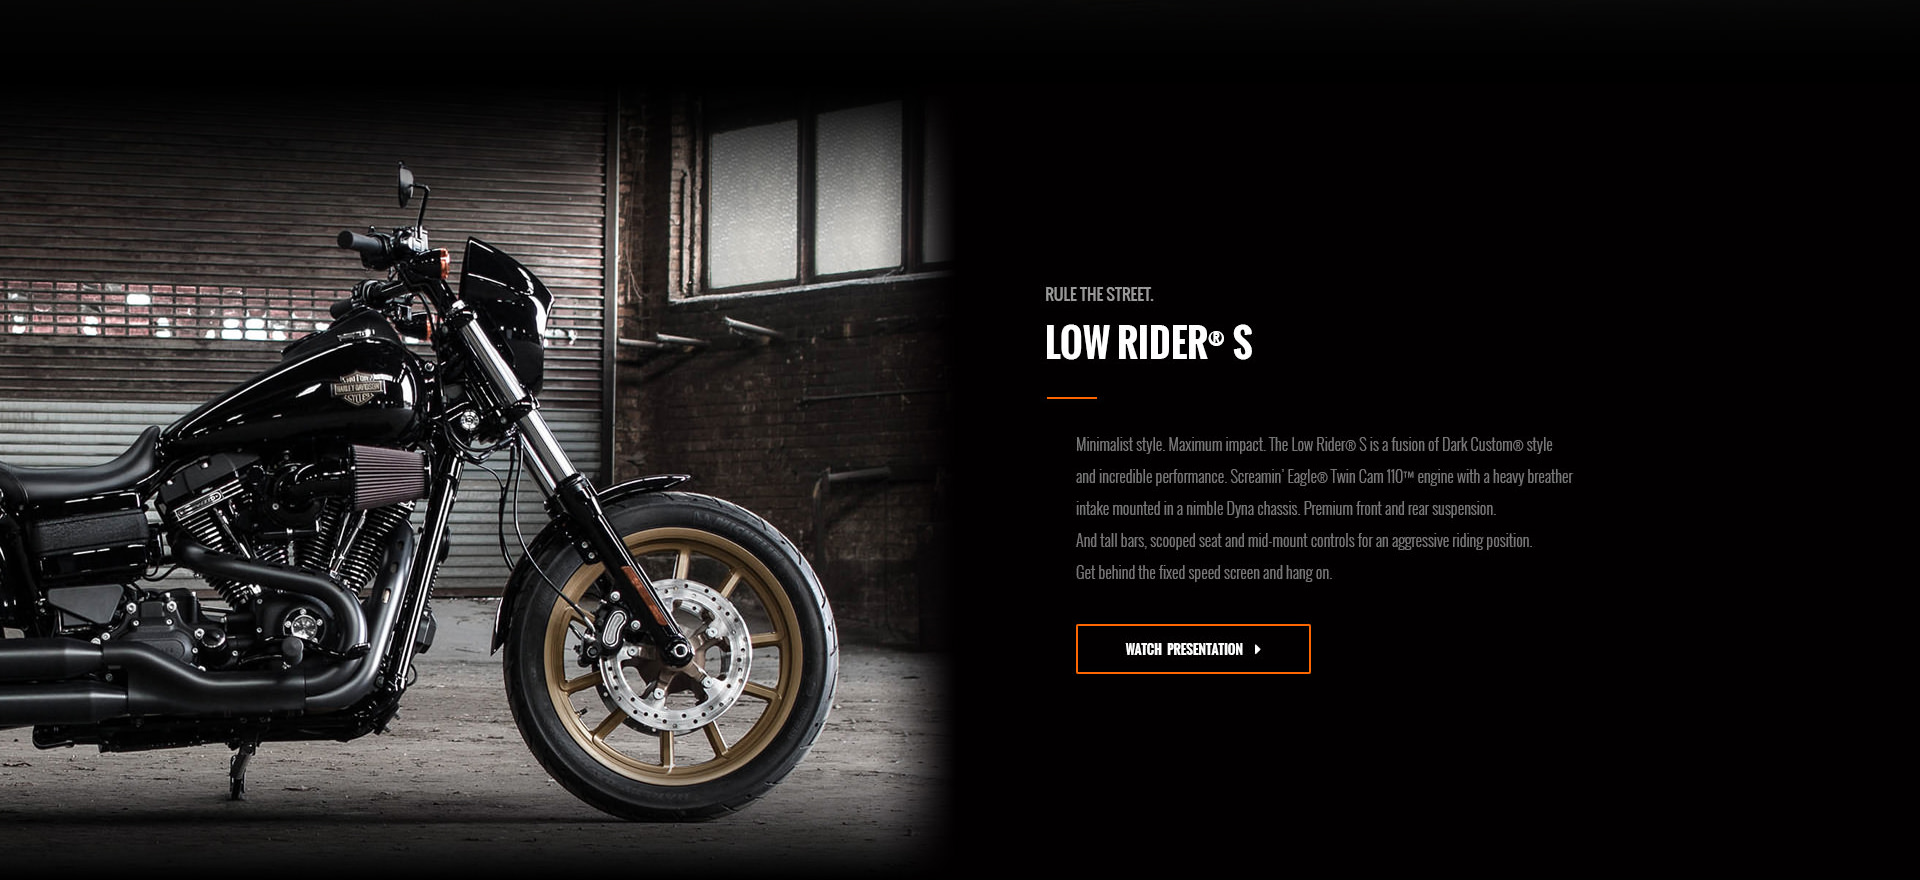 RULE THE STREET.
LOW RIDER® S
Minimalist style. Maximum impact. The Low Rider® S is a fusion of Dark Custom® style
and incredible performance. Screamin' Eagle® Twin Cam 110™ engine with a heavy breather
intake mounted in a nimble Dyna chassis. Premium front and rear suspension.
And tall bars, scooped seat and mid-mount controls for an aggressive riding position.
Get behind the fixed speed screen and hang on.
WATCH PRESENTATION
HARLEY-DAVIDSON